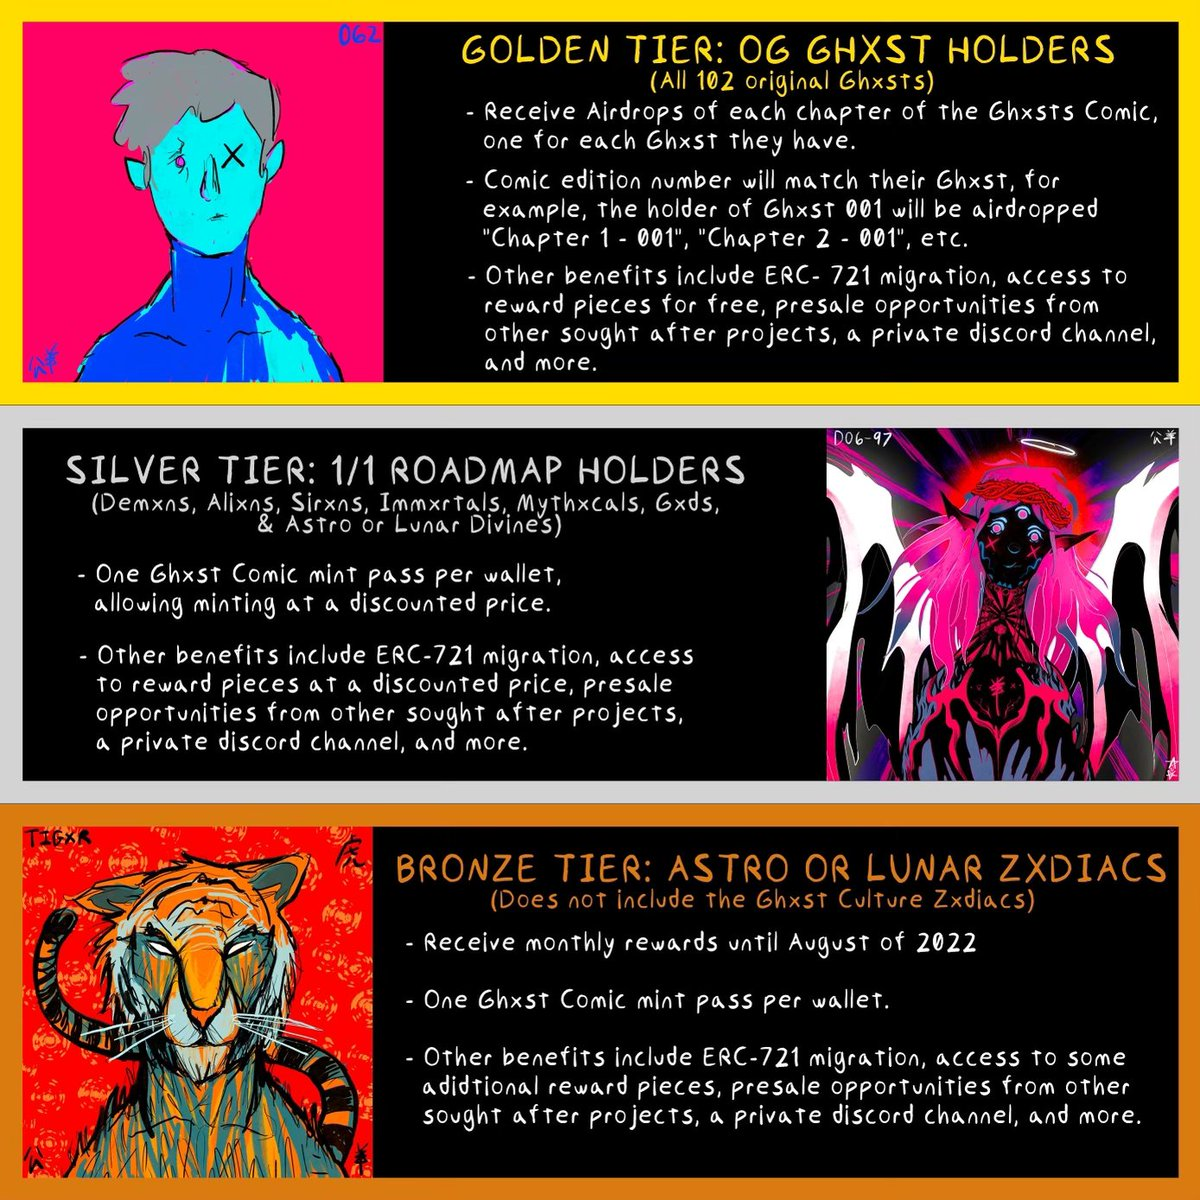 062
GOLDEN TIER: OG GHXST HOLDERS
(All 102 original Ghxsts)
- Receive Airdrops of each chapter of the Ghxsts Comic,
one for each Ghxst they have.
- Comic edition number will match their Ghxst, for
example, the holder of Ghxst 001 will be airdropped
"Chapter 1 - 001", "Chapter 2 - 001", etc.
- Other benefits include ERC- 721 migration, access to
reward pieces for free, presale opportunities from
other sought after projects, a private discord channel,
and more.
公羊
SILVER TIER: 1/1 ROADMAP HOLDERS
(Demxns, Alixns, Sirxns, Immxrtals, Mythxcals, Gxds,
& Astro or Lunar Divines)
- One Ghxst Comic mint pass per wallet,
allowing minting at a discounted price.
- Other benefits include ERC-721 migration, access
to reward pieces at a discounted price, presale
opportunities from other sought after projects,
a private discord channel, and more.
D06-97
公羊
TIGXR
虎
BRONZE TIER: ASTRO OR LUNAR ZXDIACS
(Does not include the Ghxst Culture Zxdiacs)
- Receive monthly rewards until August of 2022
- One Ghxst Comic mint pass per wallet.
- Other benefits include ERC-721 migration, access to some
adidtional reward pieces, presale opportunities from other
sought after projects, a private discord channel, and more.
公 羊